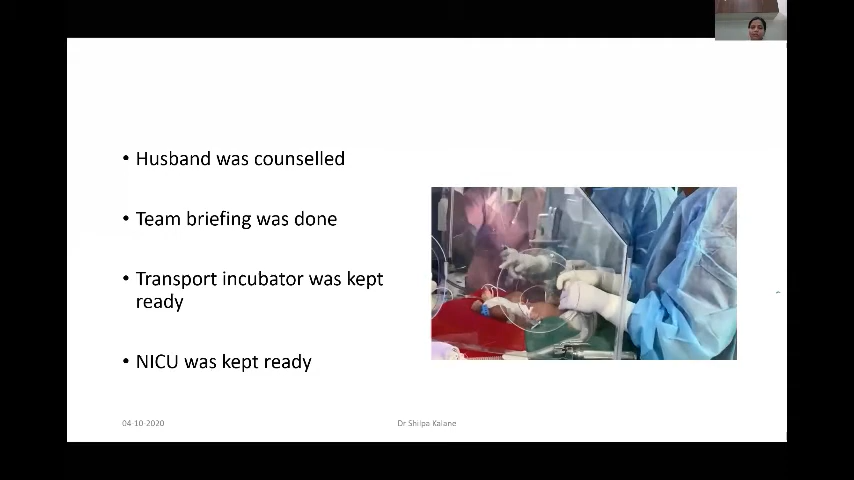 • Husband was counselled
• Team briefing was done
• Transport incubator was kept
ready
• NICU was kept ready
04-10-2020
Dr Shilpa Kalane